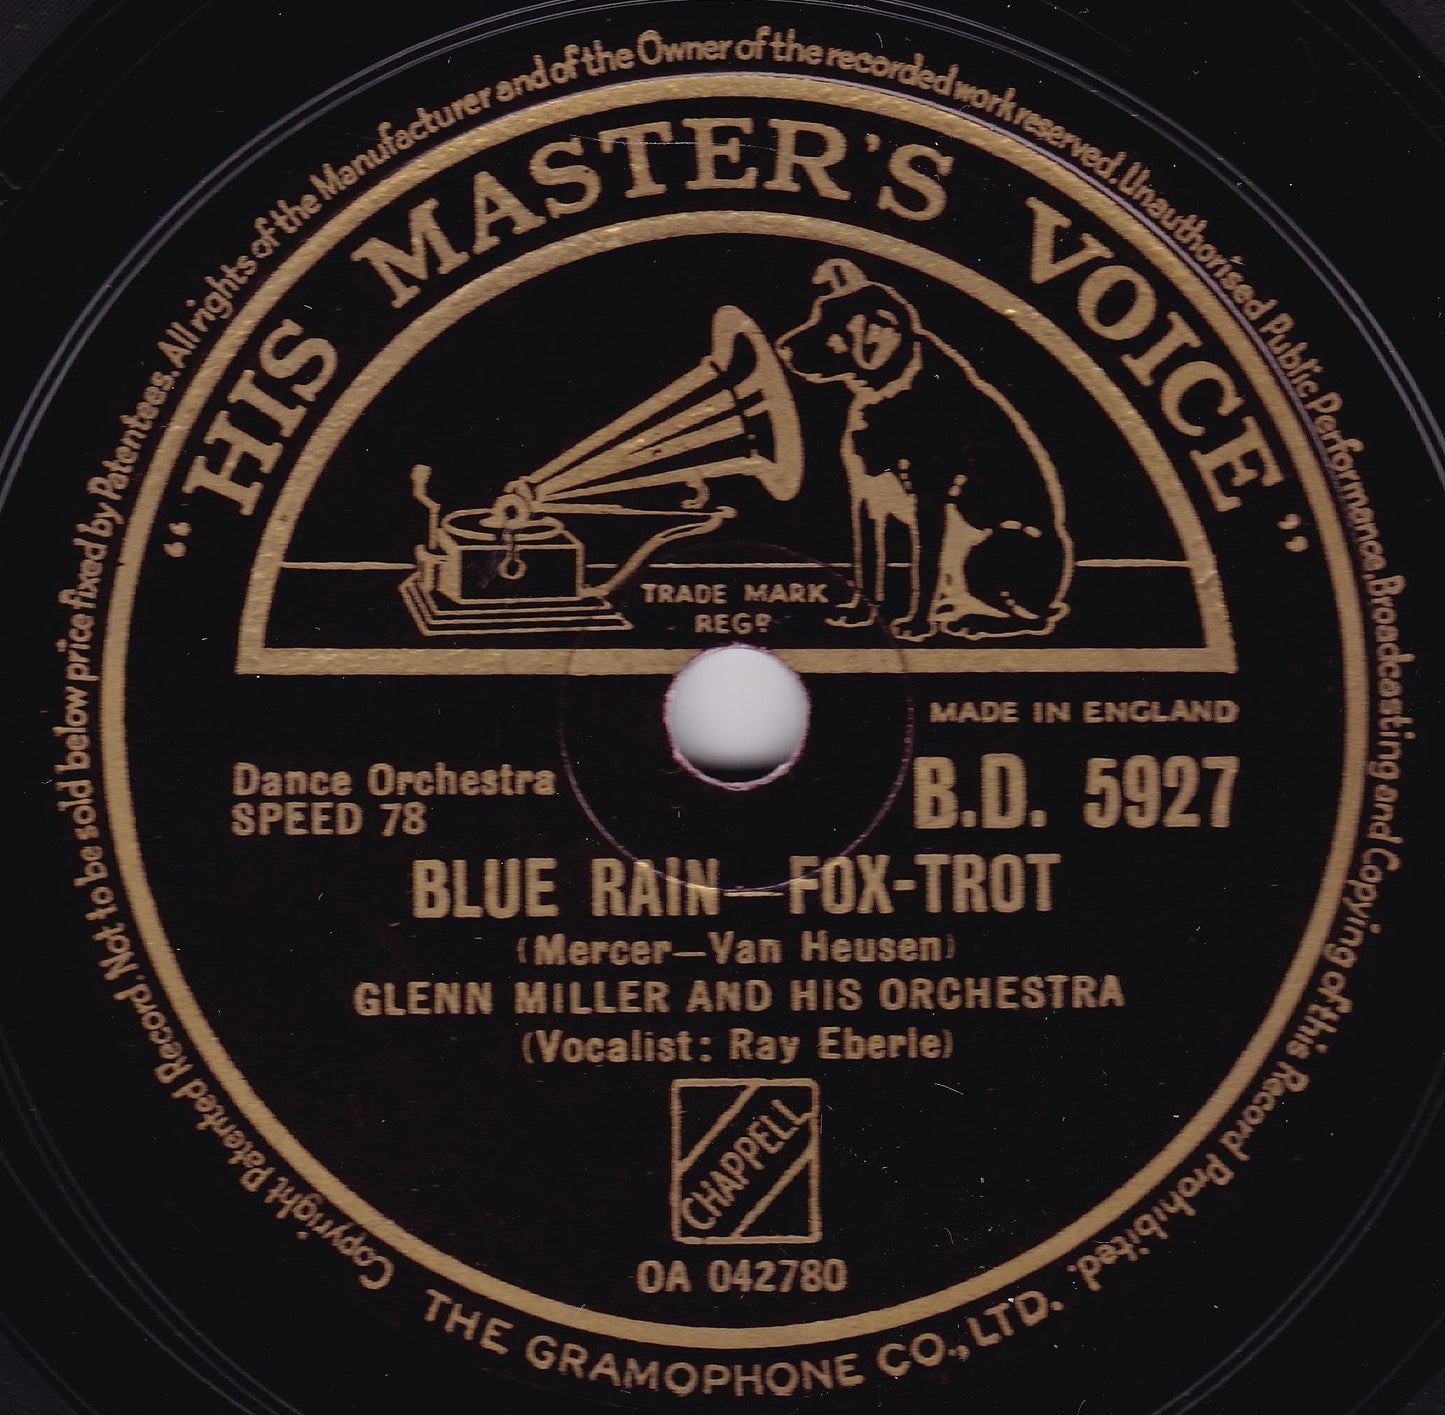 Copyright Patented Record, Not to be sold below price fixed by Patentees. All rights of the Manufacturer and of the Owner of the recorded work reserved. Unauthorised Public Performance, Broadcasting and Copying of this Record Prohibited.
"HIS MASTER'S VOICE"
TRADE MARK
REGD
MADE IN ENGLAND
Dance Orchestra
SPEED 78
B.D. 5927
BLUE RAIN—FOX-TROT
(Mercer—Van Heusen)
GLENN MILLER AND HIS ORCHESTRA
(Vocalist: Ray Eberle)
CHAPPELL
OA 042780
THE GRAMOPHONE CO., LTD.